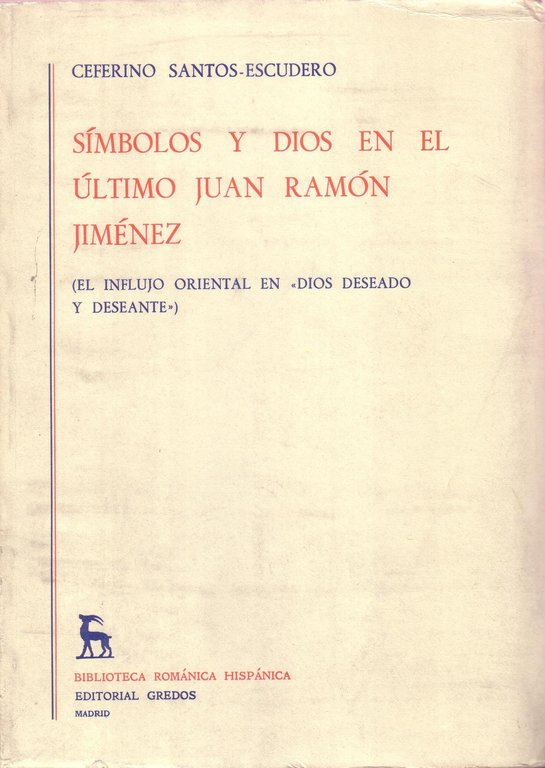 CEFERINO SANTOS-ESCUDERO
SÍMBOLOS Y DIOS EN EL
ÚLTIMO JUAN RAMÓN
JIMÉNEZ
(EL INFLUJO ORIENTAL EN «DIOS DESEADO
Y DESEANTE»)
BIBLIOTECA ROMÁNICA HISPÁNICA
EDITORIAL GREDOS
MADRID